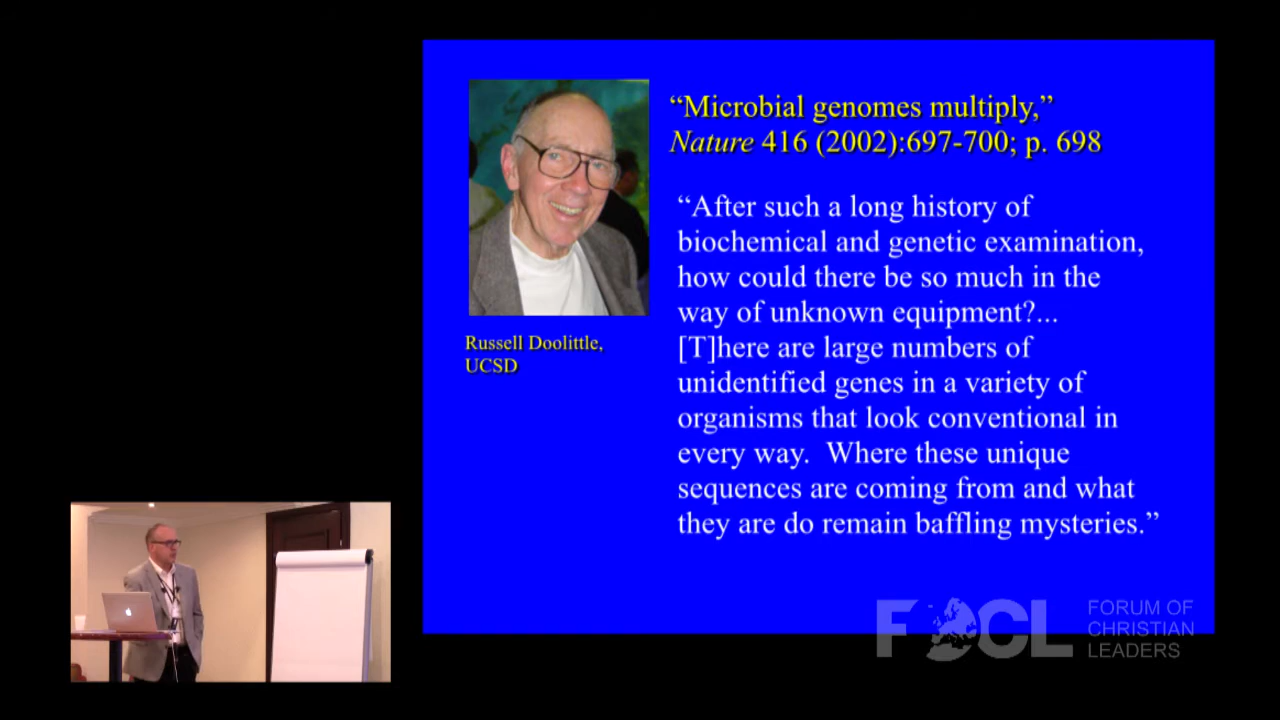 “Microbial genomes multiply,”
Nature 416 (2002):697-700; p. 698
“After such a long history of
biochemical and genetic examination,
how could there be so much in the
way of unknown equipment?...
[T]here are large numbers of
unidentified genes in a variety of
organisms that look conventional in
every way.  Where these unique
sequences are coming from and what
they are do remain baffling mysteries.”
Russell Doolittle,
UCSD
FOCL
FORUM OF
CHRISTIAN
LEADERS